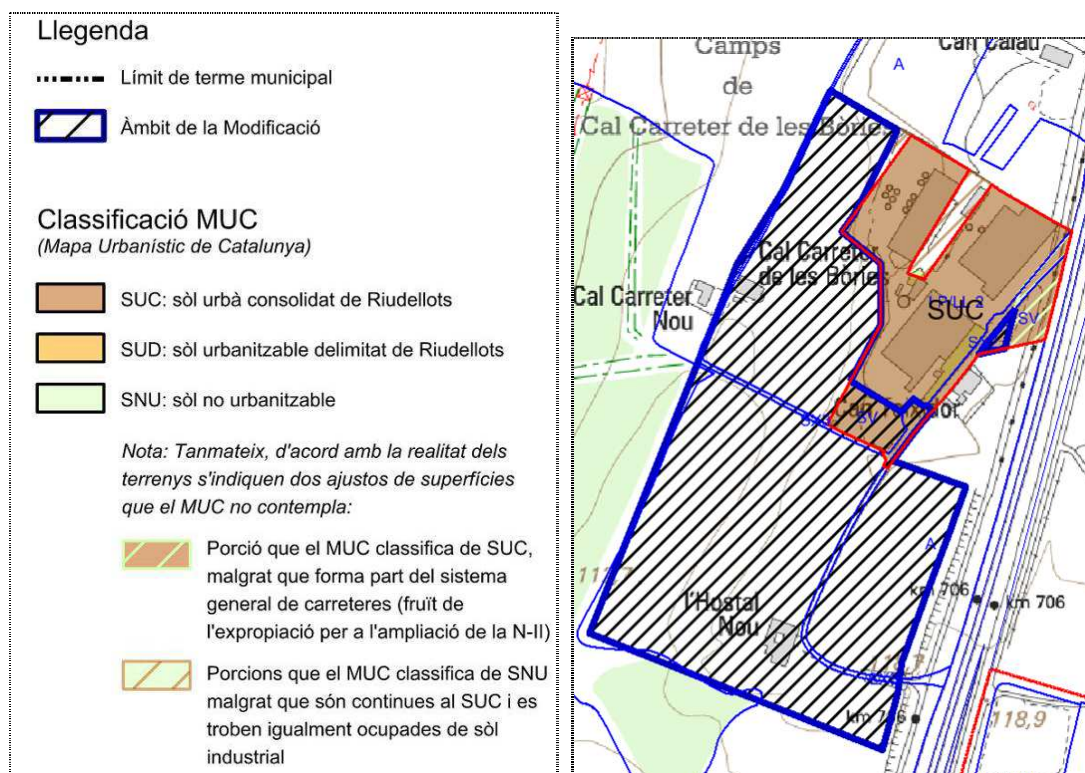 Llegenda
Límit de terme municipal
Àmbit de la Modificació
Classificació MUC
(Mapa Urbanístic de Catalunya)
SUC: sòl urbà consolidat de Riudellots
SUD: sòl urbanitzable delimitat de Riudellots
SNU: sòl no urbanitzable
Nota: Tanmateix, d'acord amb la realitat dels
terrenys s'indiquen dos ajustos de superfícies
que el MUC no contempla:
Porció que el MUC classifica de SUC,
malgrat que forma part del sistema
general de carreteres (fruït de
l'expropiació per a l'ampliació de la N-II)
Porcions que el MUC classifica de SNU
malgrat que són continues al SUC i es
troben igualment ocupades de sòl
industrial
Can Calau
Camps
de
Cal Carreter de les Bòries
A
Cal Carreter
de les Bòries
Cal Carreter
Nou
SUC
SV
SV
A
l'Hostal
Nou
km 706
km 706
km 706
118,9